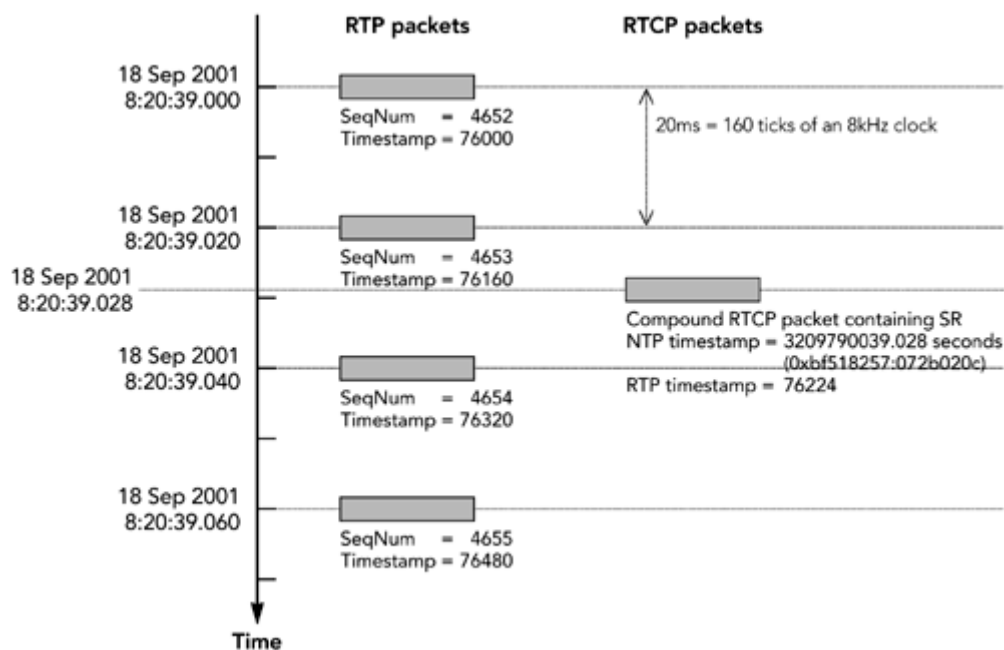 RTP packets
RTCP packets
18 Sep 2001
8:20:39.000
SeqNum = 4652
Timestamp = 76000
20ms = 160 ticks of an 8kHz clock
18 Sep 2001
8:20:39.020
SeqNum = 4653
Timestamp = 76160
18 Sep 2001
8:20:39.028
Compound RTCP packet containing SR
NTP timestamp = 3209790039.028 seconds
(0xbf518257:072b020c)
RTP timestamp = 76224
18 Sep 2001
8:20:39.040
SeqNum = 4654
Timestamp = 76320
18 Sep 2001
8:20:39.060
SeqNum = 4655
Timestamp = 76480
Time